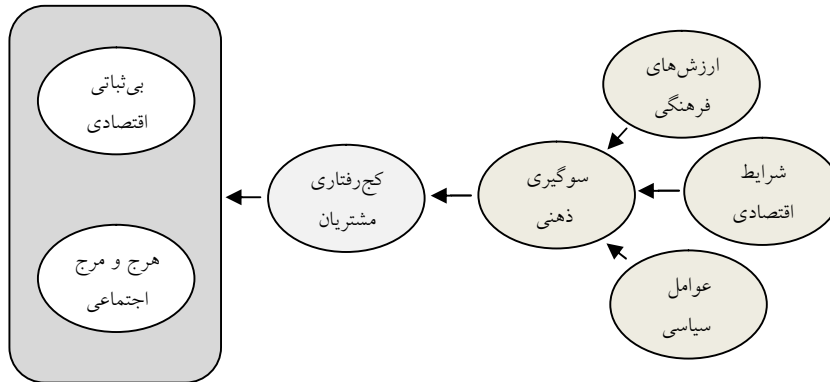 ارزش‌های
فرهنگی
شرایط
اقتصادی
عوامل
سیاسی
سوگیری
ذهنی
کج‌رفتاری
مشتریان
بی‌ثباتی
اقتصادی
هرج و مرج
اجتماعی